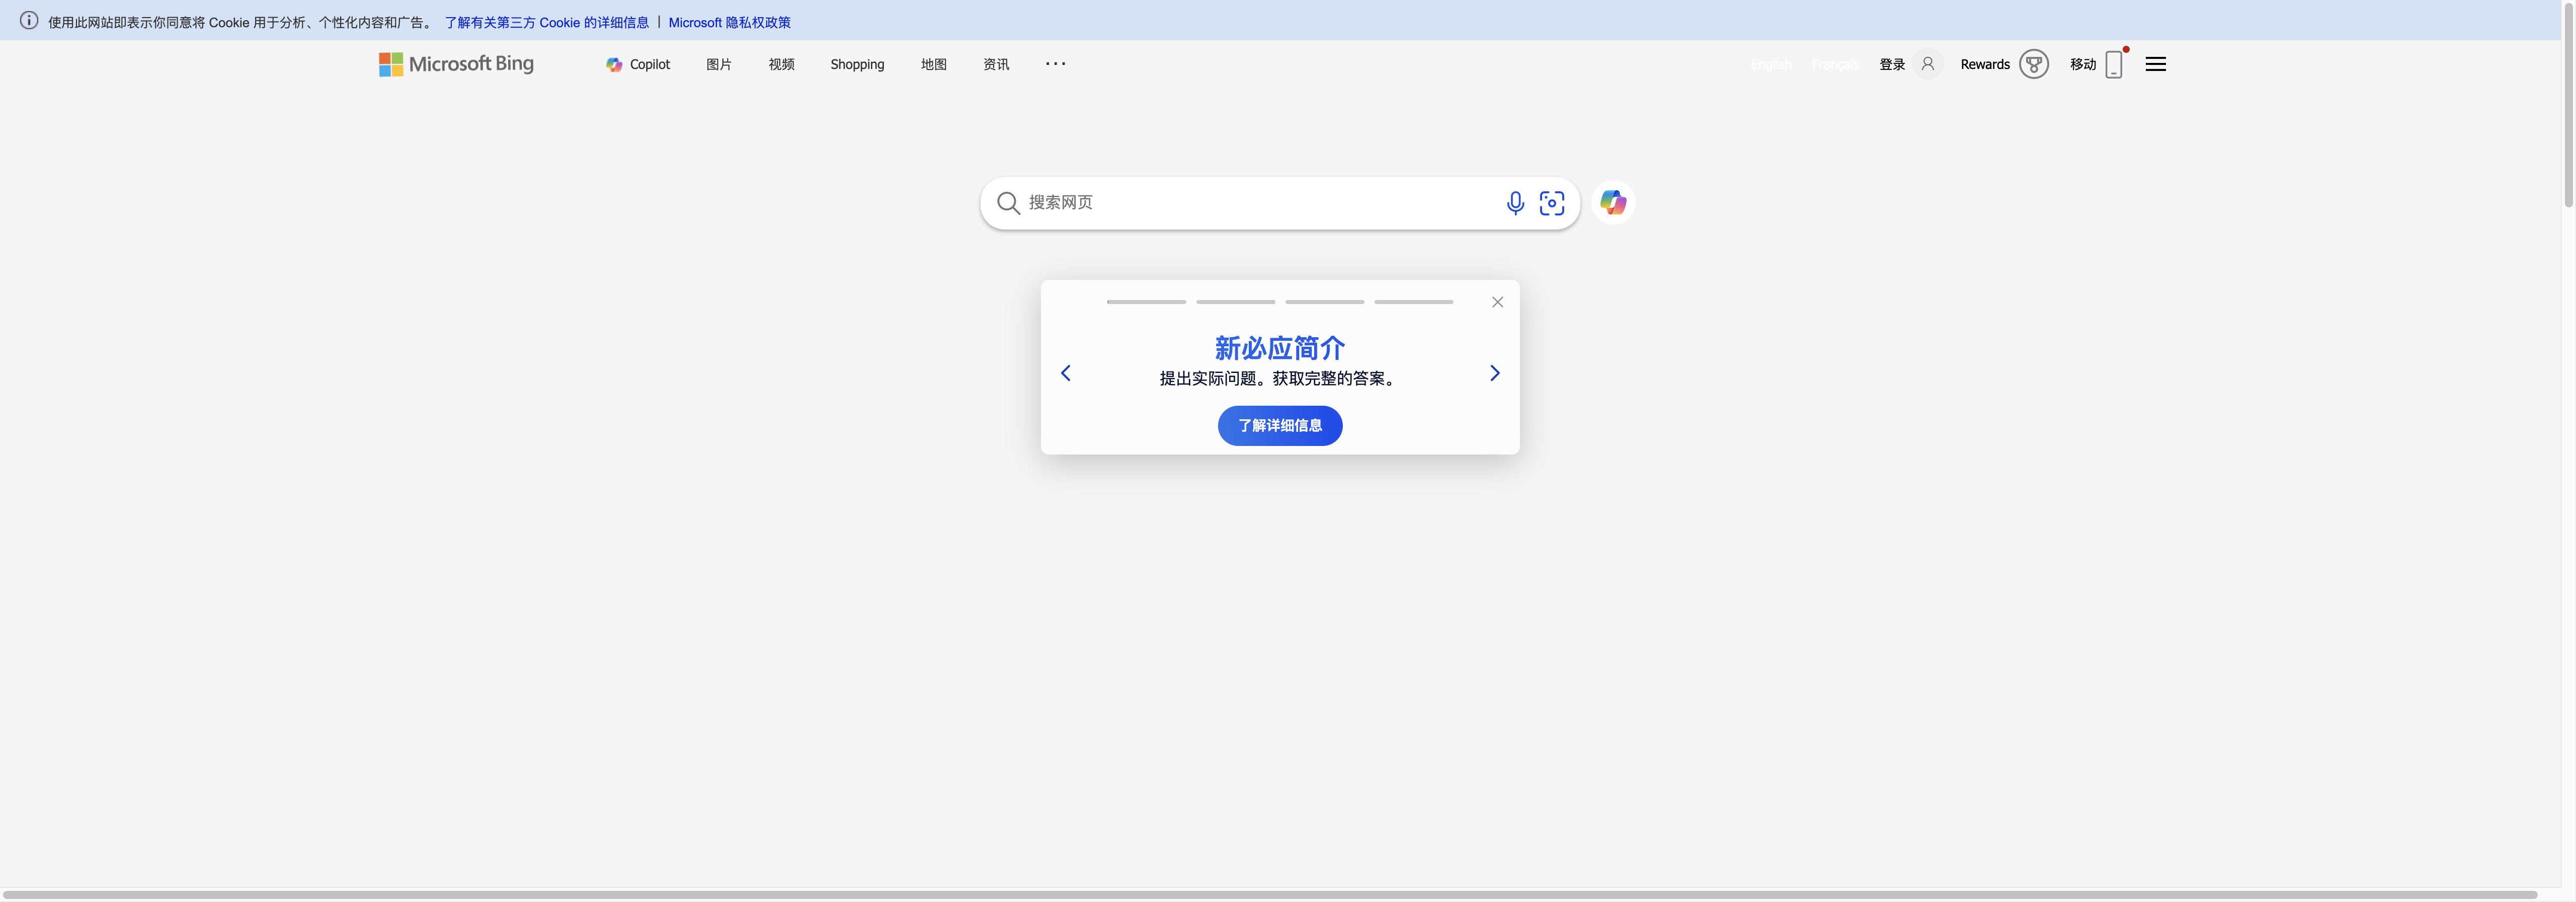 使用此网站即表示你同意将 Cookie 用于分析、个性化内容和广告。 了解有关第三方 Cookie 的详细信息 | Microsoft 隐私权政策
Microsoft Bing Copilot 图片 视频 Shopping 地图 资讯 ··· English Français 登录 Rewards 移动
搜索网页
新必应简介
提出实际问题。获取完整的答案。
了解详细信息